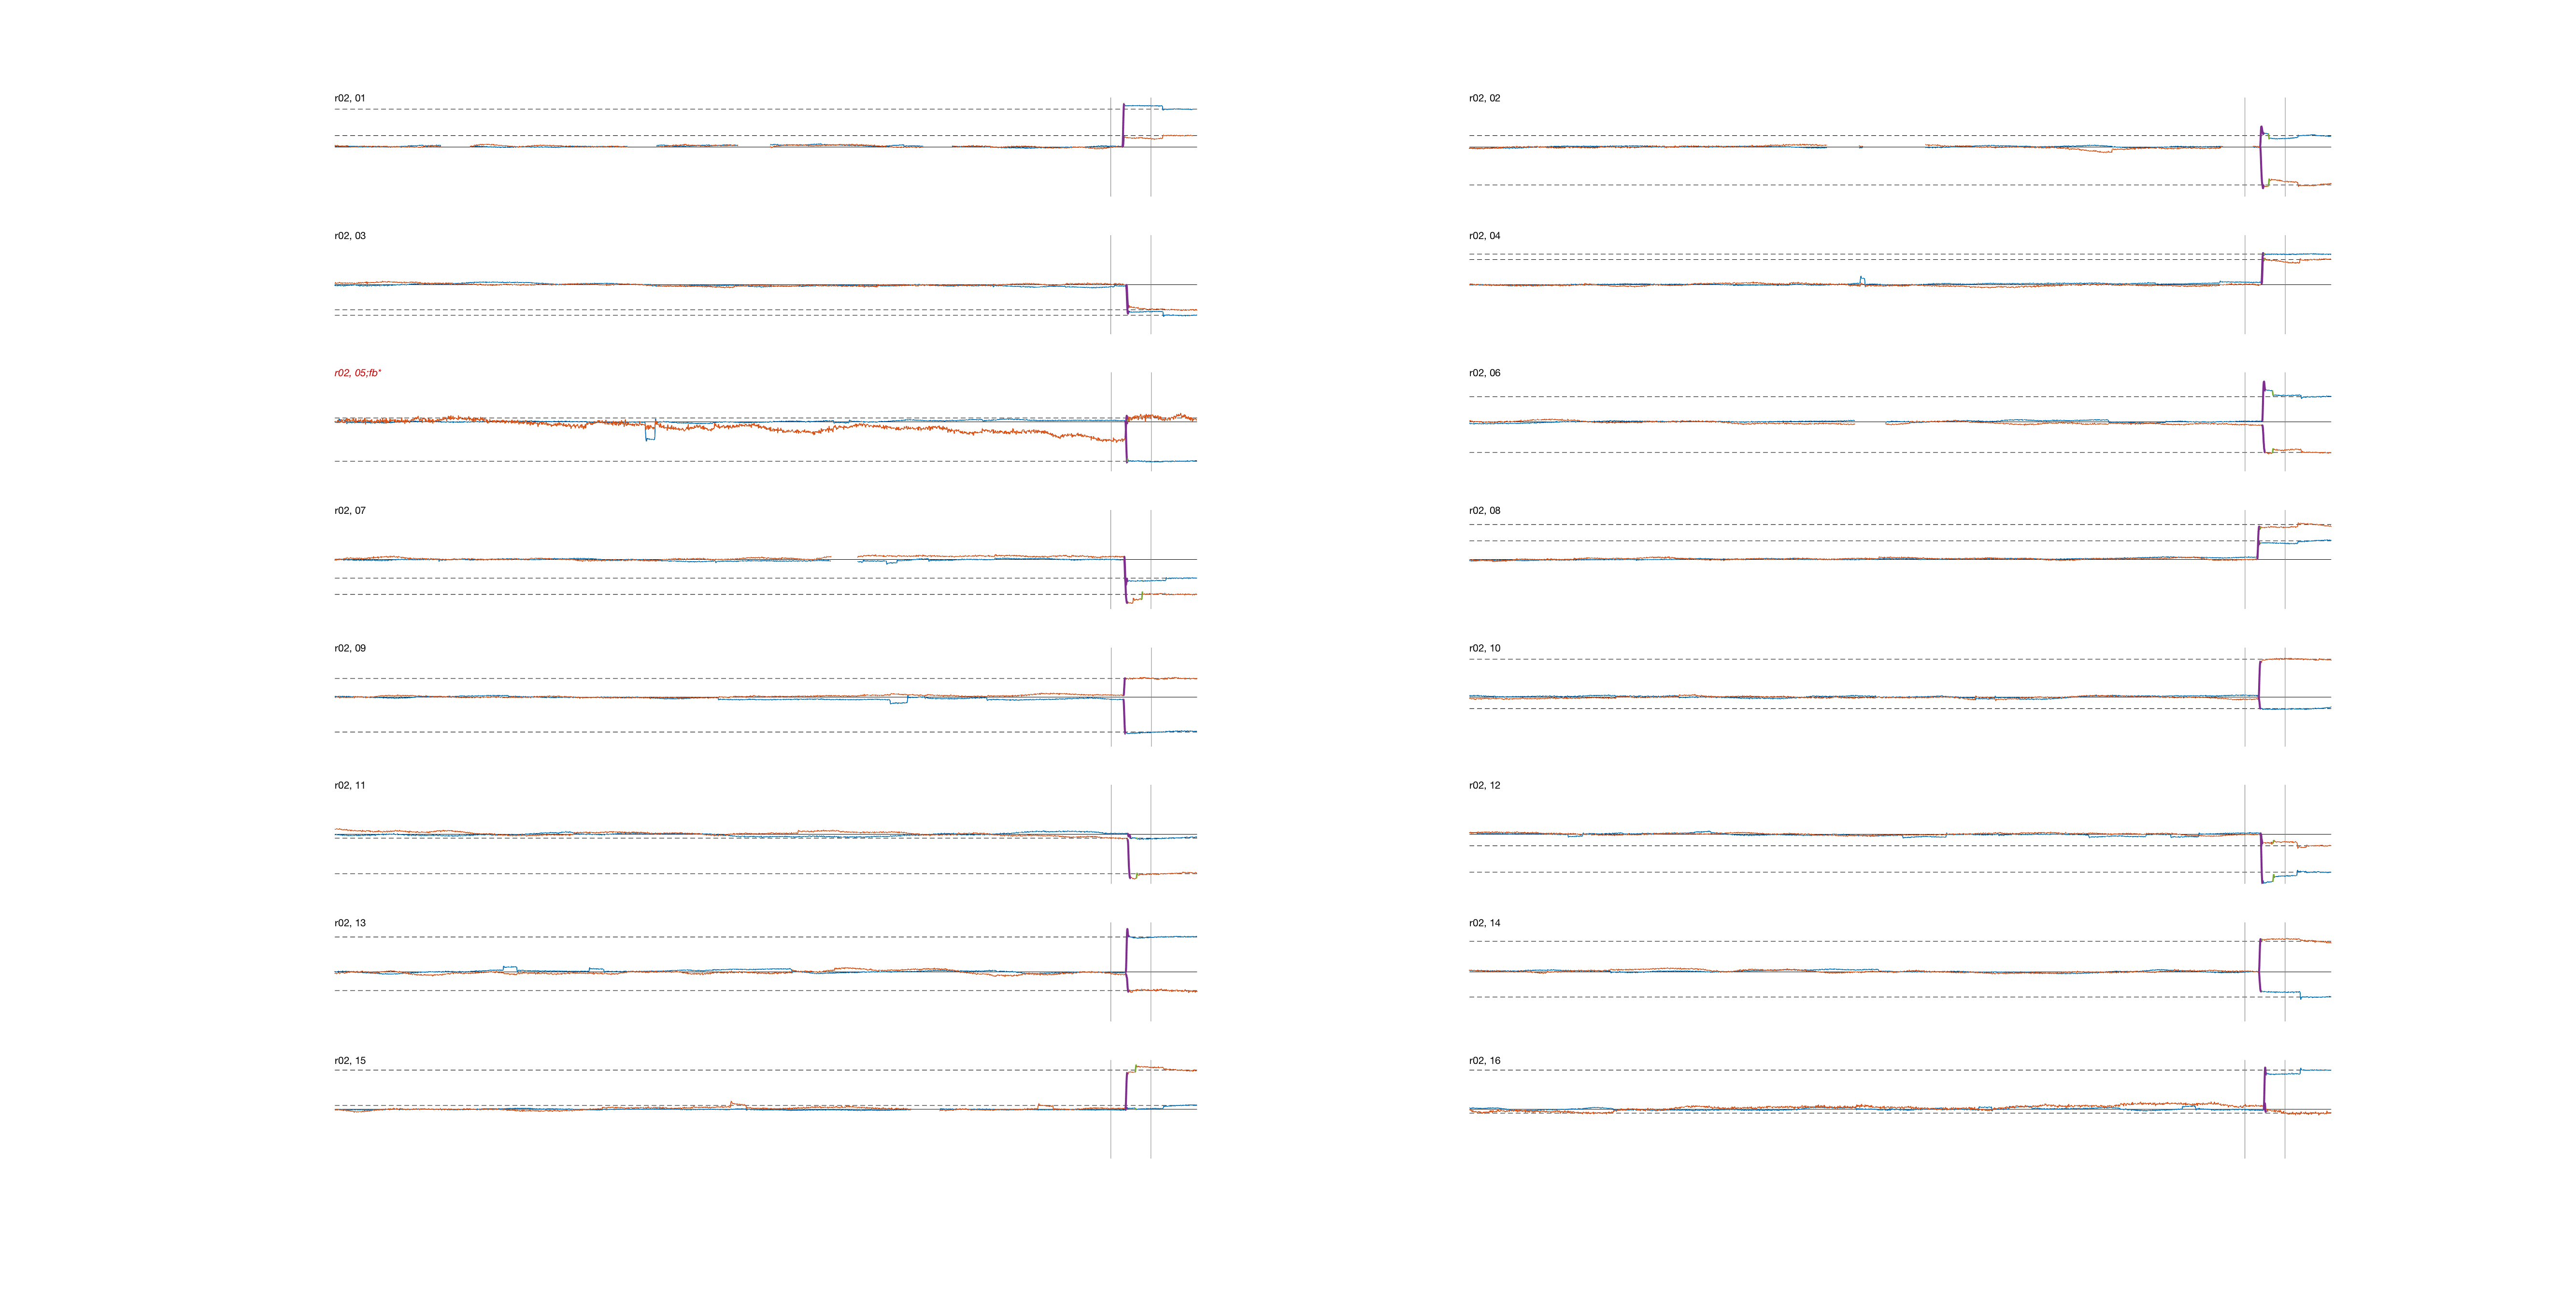 r02, 01
r02, 02
r02, 03
r02, 04
r02, 05;fb*
r02, 06
r02, 07
r02, 08
r02, 09
r02, 10
r02, 11
r02, 12
r02, 13
r02, 14
r02, 15
r02, 16